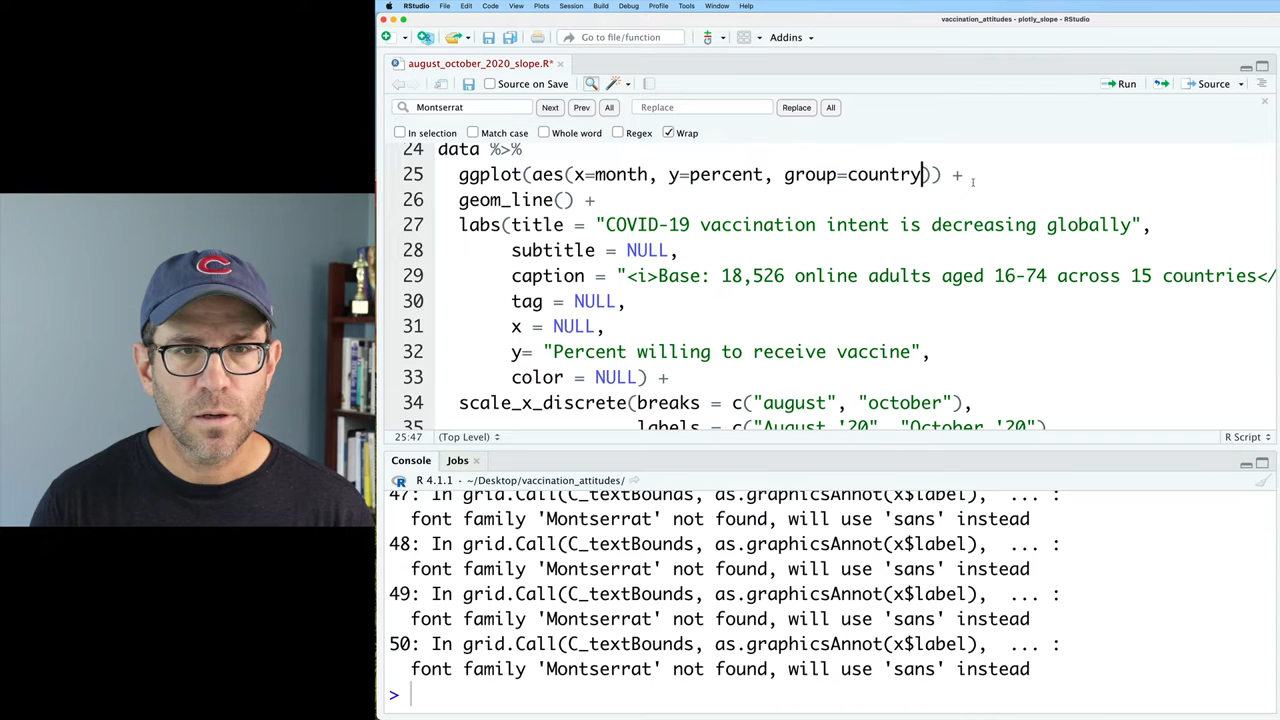 RStudio File Edit Code View Plots Session Build Debug Profile Tools Window Help
vaccination_attitudes - plotly_slope - RStudio
Go to file/function Addins
august_october_2020_slope.R*
Source on Save Run Source
Montserrat Next Prev All Replace Replace All
In selection Match case Whole word Regex Wrap
24 data %>%
25 ggplot(aes(x=month, y=percent, group=country)) +
26 geom_line() +
27 labs(title = "COVID-19 vaccination intent is decreasing globally",
28 subtitle = NULL,
29 caption = "<i>Base: 18,526 online adults aged 16-74 across 15 countries</
30 tag = NULL,
31 x = NULL,
32 y= "Percent willing to receive vaccine",
33 color = NULL) +
34 scale_x_discrete(breaks = c("august", "october"),
35 labels = c("August '20", "October '20")
25:47 (Top Level) R Script
Console Jobs
R 4.1.1 · ~/Desktop/vaccination_attitudes/
47: In grid.Call(C_textBounds, as.graphicsAnnot(x$label), ... :
font family 'Montserrat' not found, will use 'sans' instead
48: In grid.Call(C_textBounds, as.graphicsAnnot(x$label), ... :
font family 'Montserrat' not found, will use 'sans' instead
49: In grid.Call(C_textBounds, as.graphicsAnnot(x$label), ... :
font family 'Montserrat' not found, will use 'sans' instead
50: In grid.Call(C_textBounds, as.graphicsAnnot(x$label), ... :
font family 'Montserrat' not found, will use 'sans' instead
>